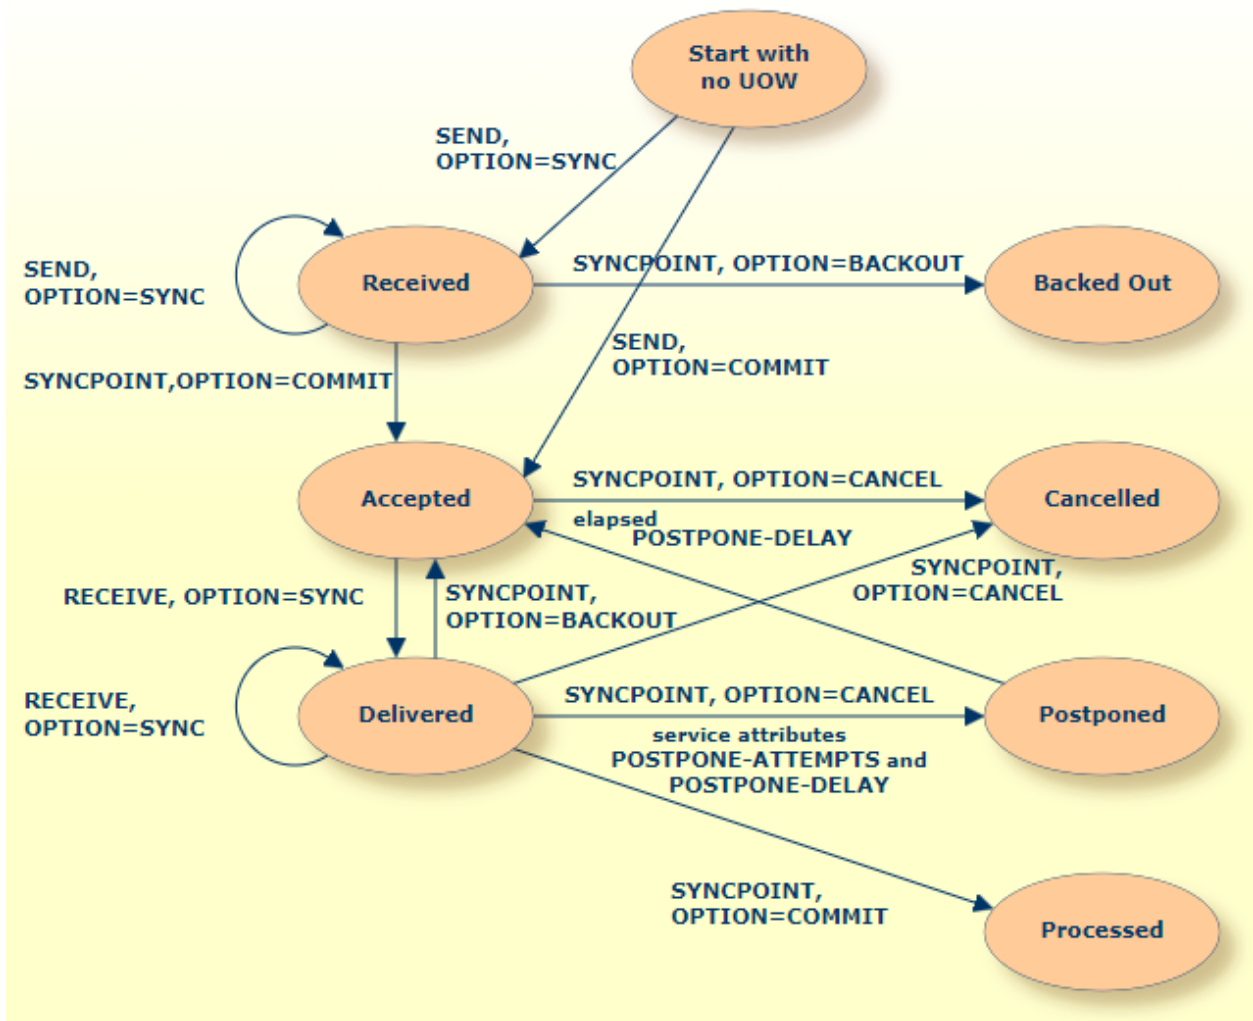 Start with
no UOW
SEND,
OPTION=SYNC
SEND,
OPTION=SYNC
Received
SYNCPOINT, OPTION=BACKOUT
Backed Out
SEND,
OPTION=COMMIT
SYNCPOINT,OPTION=COMMIT
Accepted
SYNCPOINT, OPTION=CANCEL
Cancelled
elapsed
POSTPONE-DELAY
SYNCPOINT,
OPTION=CANCEL
RECEIVE, OPTION=SYNC
SYNCPOINT,
OPTION=BACKOUT
RECEIVE,
OPTION=SYNC
Delivered
SYNCPOINT, OPTION=CANCEL
Postponed
service attributes
POSTPONE-ATTEMPTS and
POSTPONE-DELAY
SYNCPOINT,
OPTION=COMMIT
Processed